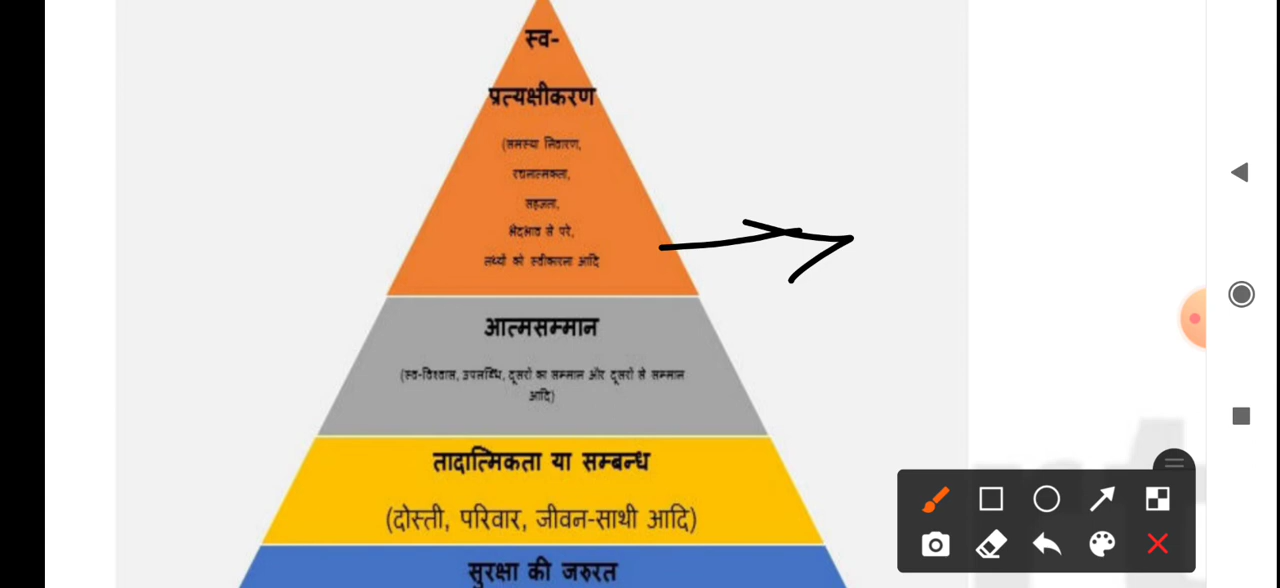 स्व-
प्रत्यक्षीकरण
(समस्या निवारण,
रचनात्मकता,
सहजता,
भेदभाव से परे,
तथ्यों को स्वीकारना आदि
आत्मसम्मान
(स्व-विश्वास, उपलब्धि, दूसरों का सम्मान और दूसरों से सम्मान
आदि)
तादात्मिकता या सम्बन्ध
(दोस्ती, परिवार, जीवन-साथी आदि)
सुरक्षा की जरुरत